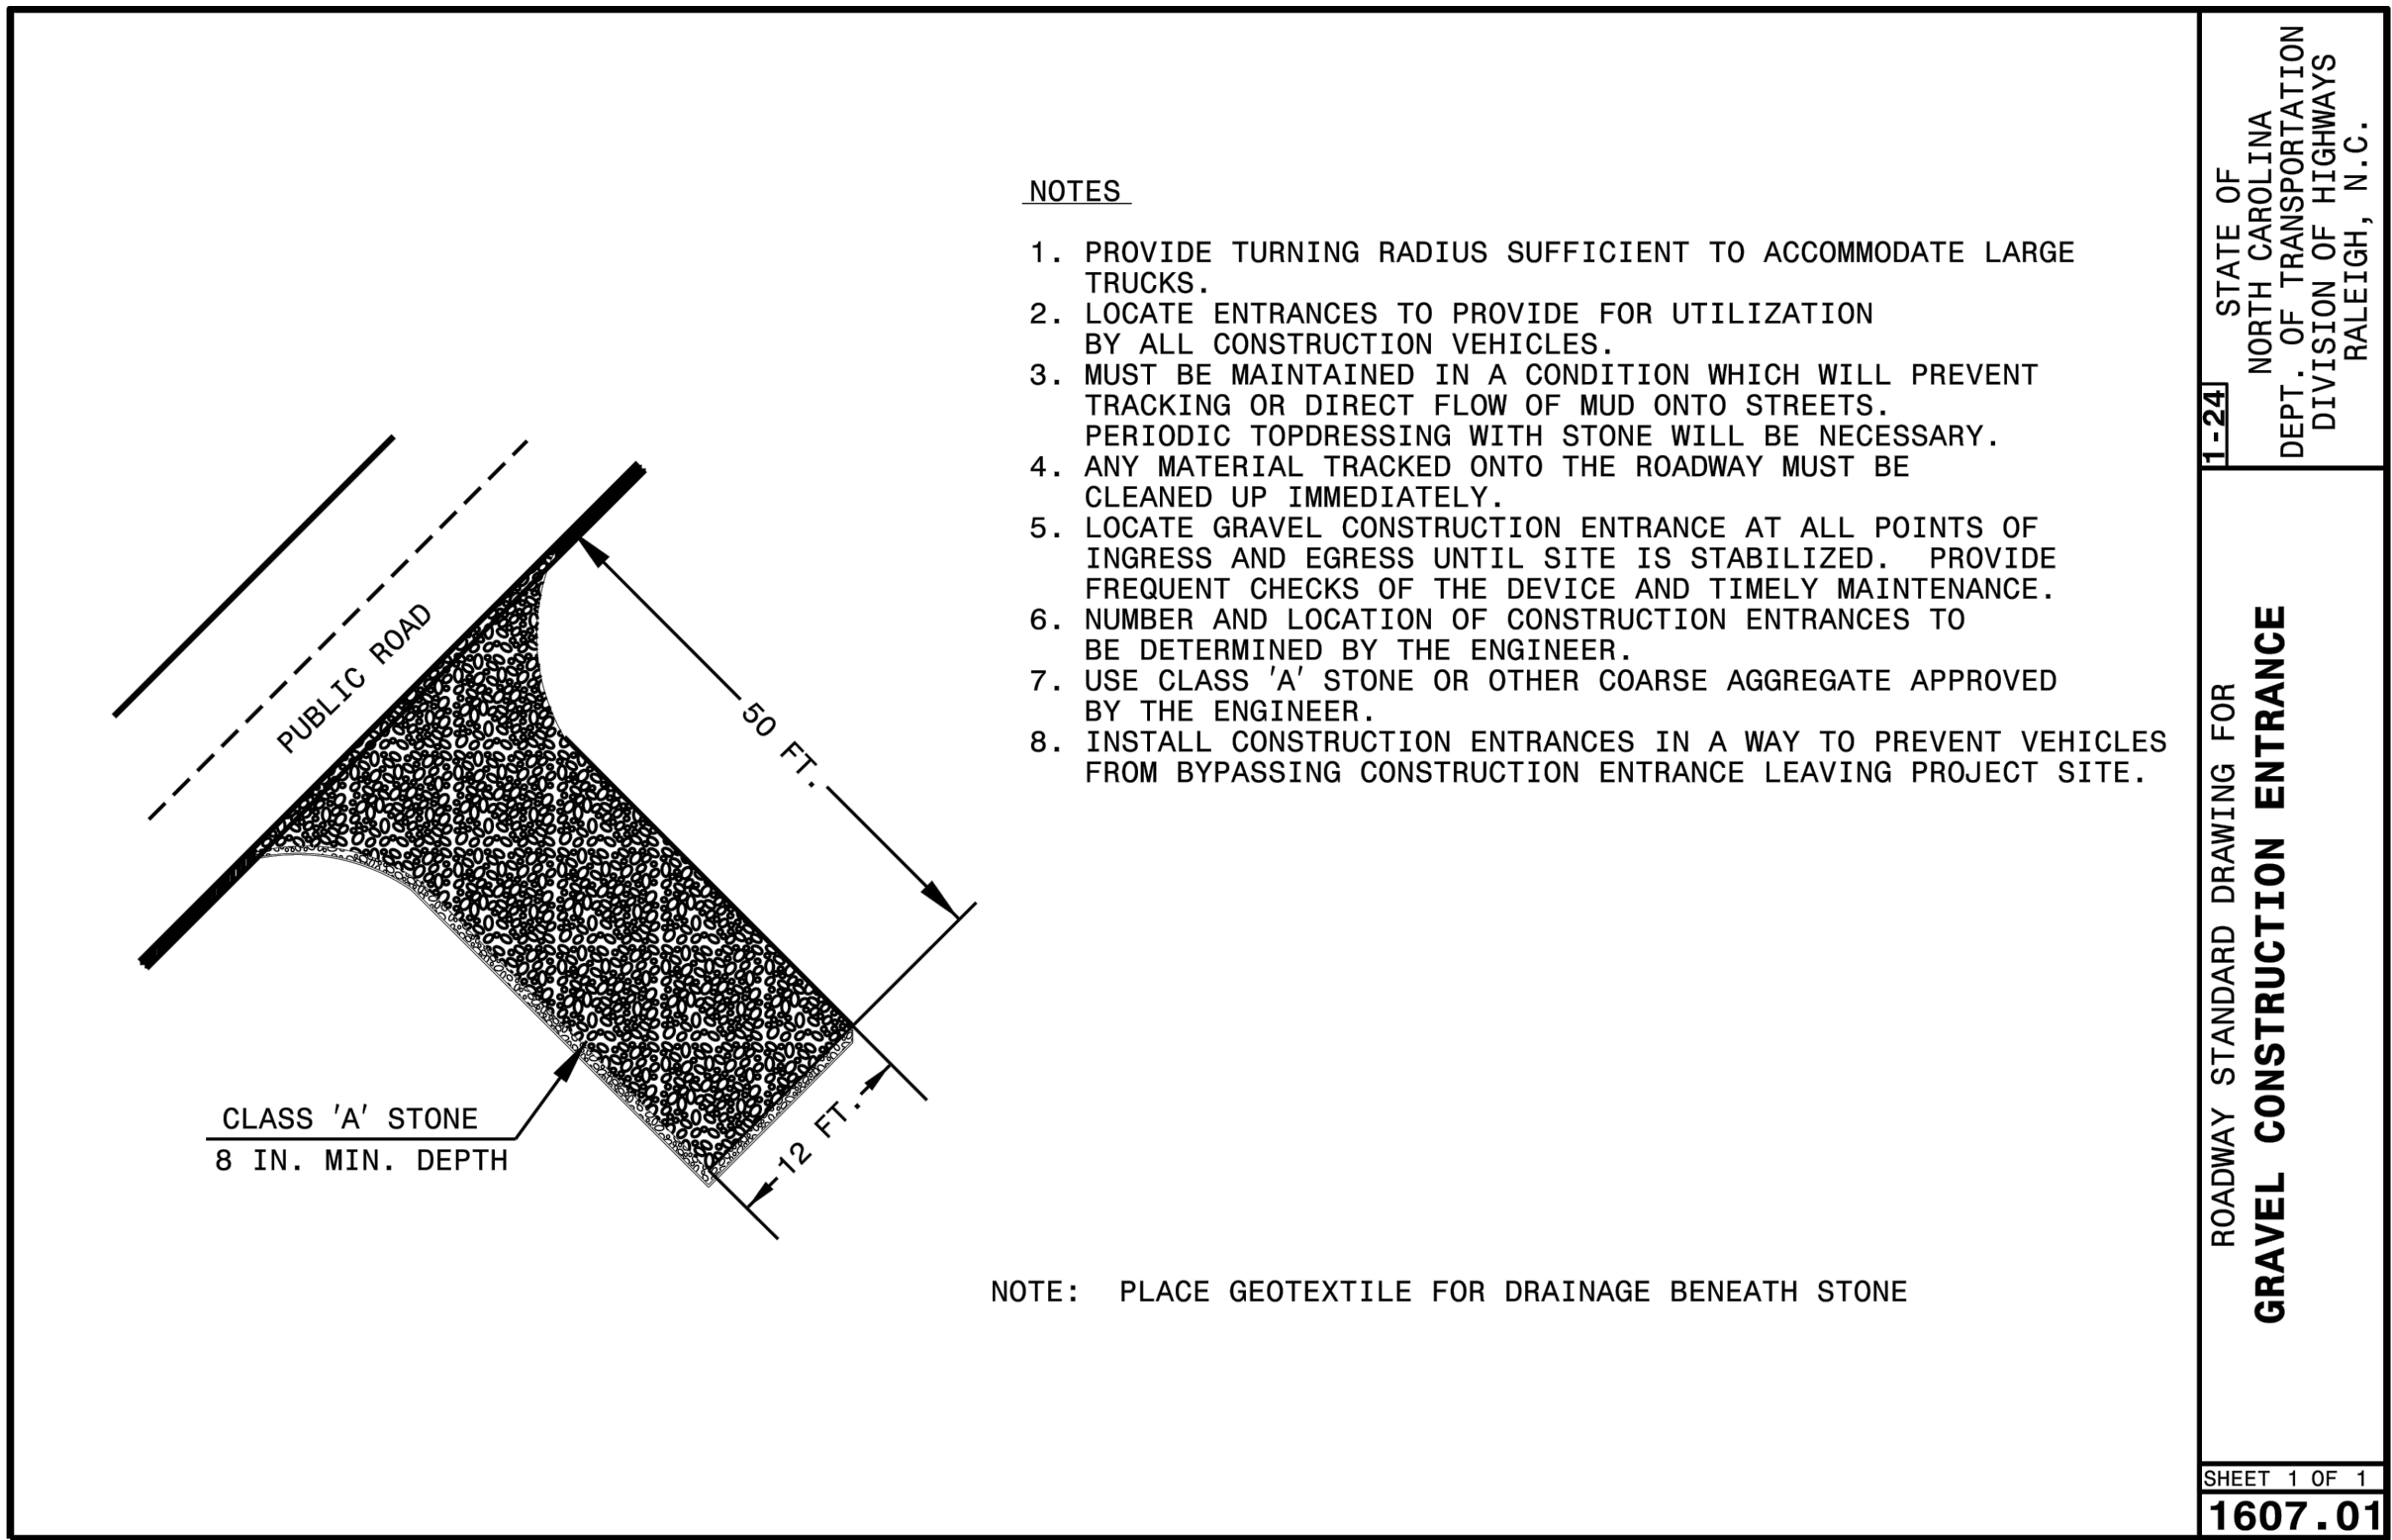 NOTES
1. PROVIDE TURNING RADIUS SUFFICIENT TO ACCOMMODATE LARGE
TRUCKS.
2. LOCATE ENTRANCES TO PROVIDE FOR UTILIZATION
BY ALL CONSTRUCTION VEHICLES.
3. MUST BE MAINTAINED IN A CONDITION WHICH WILL PREVENT
TRACKING OR DIRECT FLOW OF MUD ONTO STREETS.
PERIODIC TOPDRESSING WITH STONE WILL BE NECESSARY.
4. ANY MATERIAL TRACKED ONTO THE ROADWAY MUST BE
CLEANED UP IMMEDIATELY.
5. LOCATE GRAVEL CONSTRUCTION ENTRANCE AT ALL POINTS OF
INGRESS AND EGRESS UNTIL SITE IS STABILIZED. PROVIDE
FREQUENT CHECKS OF THE DEVICE AND TIMELY MAINTENANCE.
6. NUMBER AND LOCATION OF CONSTRUCTION ENTRANCES TO
BE DETERMINED BY THE ENGINEER.
7. USE CLASS 'A' STONE OR OTHER COARSE AGGREGATE APPROVED
BY THE ENGINEER.
8. INSTALL CONSTRUCTION ENTRANCES IN A WAY TO PREVENT VEHICLES
FROM BYPASSING CONSTRUCTION ENTRANCE LEAVING PROJECT SITE.
PUBLIC ROAD
50 FT.
12 FT.
CLASS 'A' STONE
8 IN. MIN. DEPTH
NOTE: PLACE GEOTEXTILE FOR DRAINAGE BENEATH STONE
1-24
STATE OF
NORTH CAROLINA
DEPT. OF TRANSPORTATION
DIVISION OF HIGHWAYS
RALEIGH, N.C.
ROADWAY STANDARD DRAWING FOR
GRAVEL CONSTRUCTION ENTRANCE
SHEET 1 OF 1
1607.01